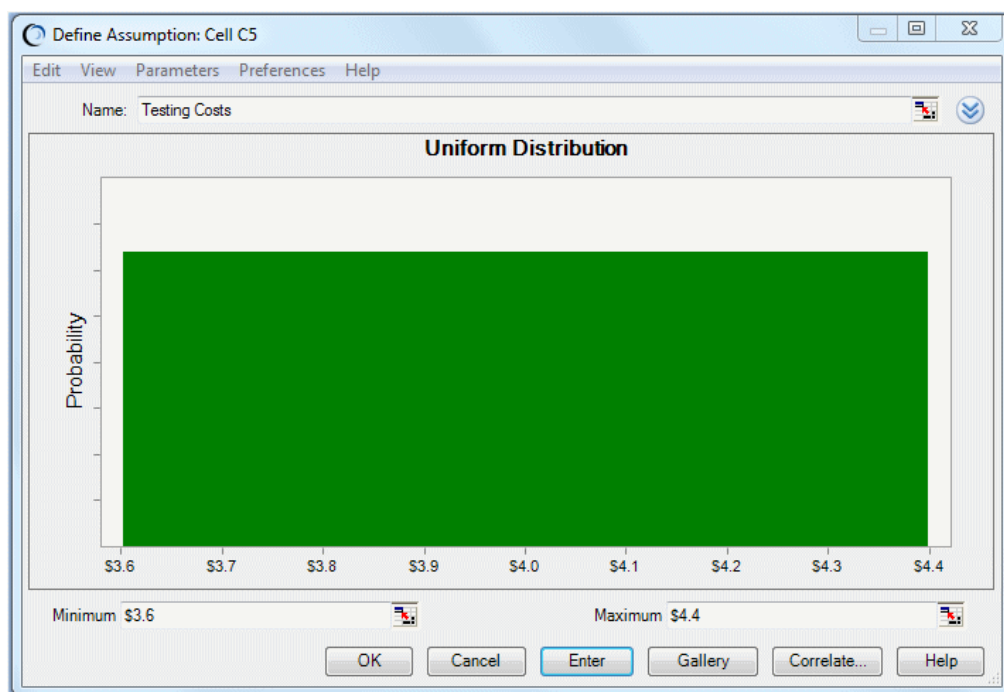 Define Assumption: Cell C5
Edit View Parameters Preferences Help
Name: Testing Costs
Uniform Distribution
Probability
$3.6 $3.7 $3.8 $3.9 $4.0 $4.1 $4.2 $4.3 $4.4
Minimum $3.6 Maximum $4.4
OK Cancel Enter Gallery Correlate... Help